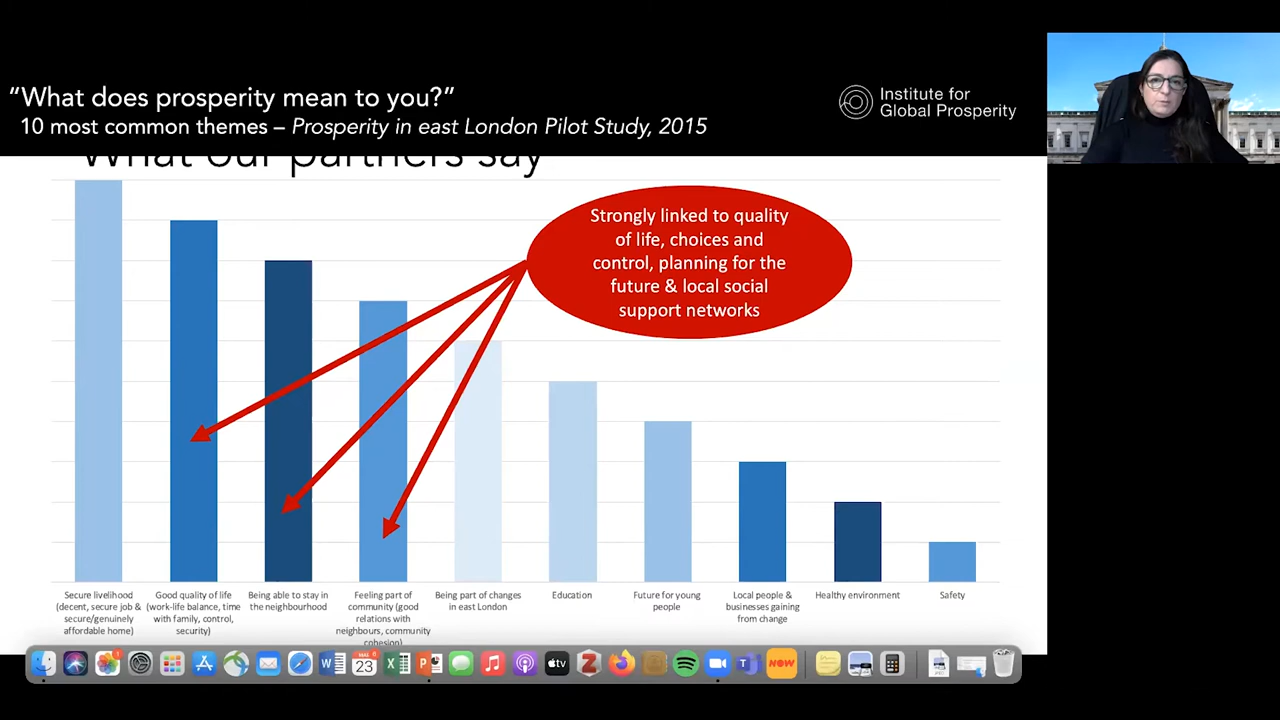 “What does prosperity mean to you?”
10 most common themes – Prosperity in east London Pilot Study, 2015
Institute for
Global Prosperity
What our partners say
Strongly linked to quality
of life, choices and
control, planning for the
future & local social
support networks
Secure livelihood
(decent, secure job &
secure/genuinely
affordable home)
Good quality of life
(work-life balance, time
with family, control,
security)
Being able to stay in
the neighbourhood
Feeling part of
community (good
relations with
neighbours, community
cohesion)
Being part of changes
in east London
Education
Future for young
people
Local people &
businesses gaining
from change
Healthy environment
Safety
23
tv
NOW